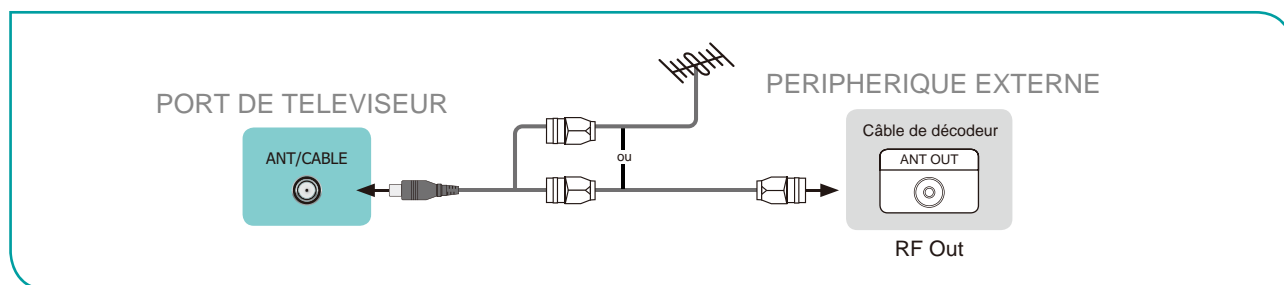 PORT DE TELEVISEUR
ANT/CABLE
ou
PERIPHERIQUE EXTERNE
Câble de décodeur
ANT OUT
RF Out